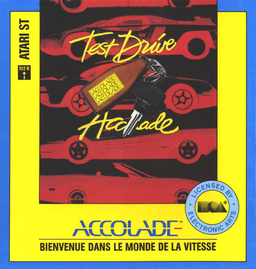 ATARI ST
Test Drive
Accolade
ACCOLADE
BIENVENUE DANS LE MONDE DE LA VITESSE
LICENSED BY
ELECTRONIC ARTS